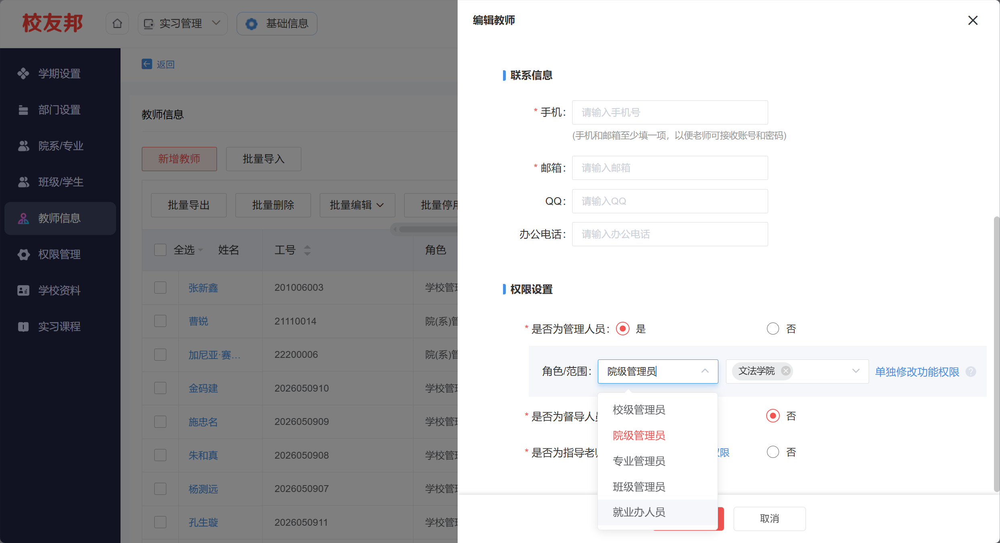 校友邦
实习管理
基础信息
学期设置
部门设置
院系/专业
班级/学生
教师信息
权限管理
学校资料
实习课程
返回
教师信息
新增教师
批量导入
批量导出
批量删除
批量编辑
批量停用
全选 姓名 工号 角色
张新鑫 201006003 学校管
曹锐 21110014 院(系)管
加尼亚·赛... 22200006 院(系)管
金码建 2026050910 学校管
施忠名 2026050909 学校管
朱和真 2026050908 学校管
杨测远 2026050907 学校管
孔生璇 2026050911 学校管
编辑教师
联系信息
* 手机： 请输入手机号
(手机和邮箱至少填一项，以便老师可接收账号和密码)
* 邮箱： 请输入邮箱
QQ： 请输入QQ
办公电话： 请输入办公电话
权限设置
* 是否为管理人员： 是 否
角色/范围： 院级管理员 文法学院 单独修改功能权限 ?
校级管理员
院级管理员
专业管理员
班级管理员
就业办人员
* 是否为督导人员 否
* 是否为指导老师 权限 否
取消